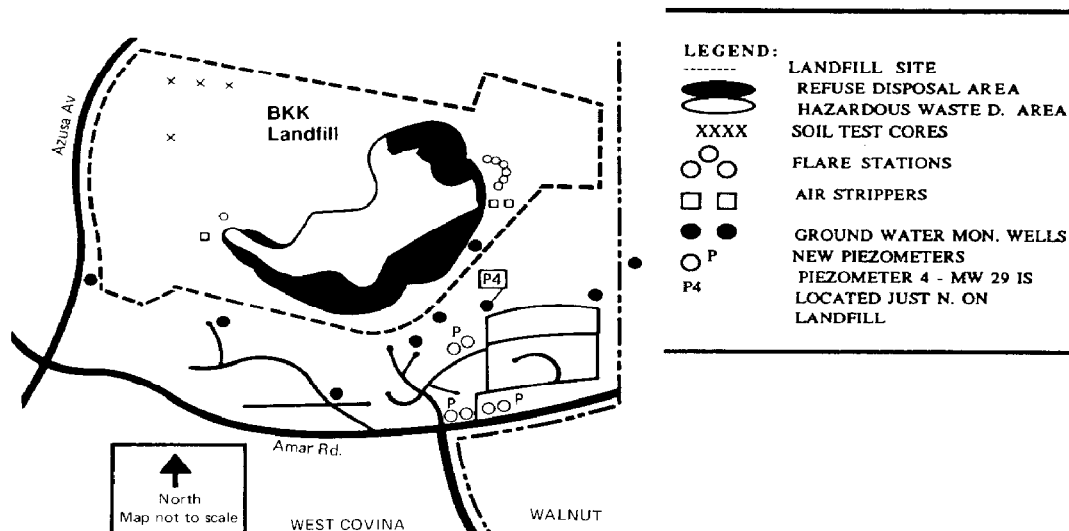 Azusa Av
x x x
x
BKK
Landfill
P4
P
P
P
Amar Rd.
North
Map not to scale
WEST COVINA
WALNUT
LEGEND:
LANDFILL SITE
REFUSE DISPOSAL AREA
HAZARDOUS WASTE D. AREA
XXXX SOIL TEST CORES
FLARE STATIONS
AIR STRIPPERS
GROUND WATER MON. WELLS
P NEW PIEZOMETERS
P4 PIEZOMETER 4 - MW 29 IS
LOCATED JUST N. ON
LANDFILL